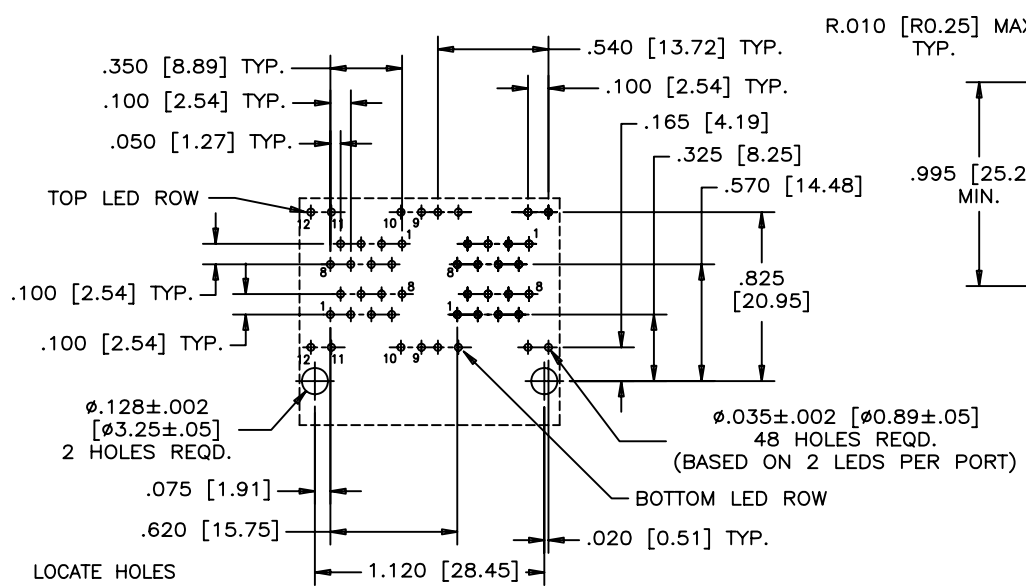 R.010 [R0.25] MAX
TYP.
.540 [13.72] TYP.
.350 [8.89] TYP.
.100 [2.54] TYP.
.100 [2.54] TYP.
.165 [4.19]
.050 [1.27] TYP.
.325 [8.25]
.995 [25.2
MIN.
.570 [14.48]
TOP LED ROW
12 11 10 9
1 1
8 8
.825
[20.95]
.100 [2.54] TYP.
8 8
1 1
.100 [2.54] TYP.
12 11 10 9
ø.128±.002
[ø3.25±.05]
2 HOLES REQD.
ø.035±.002 [ø0.89±.05]
48 HOLES REQD.
(BASED ON 2 LEDS PER PORT)
.075 [1.91]
BOTTOM LED ROW
.620 [15.75]
.020 [0.51] TYP.
LOCATE HOLES
1.120 [28.45]